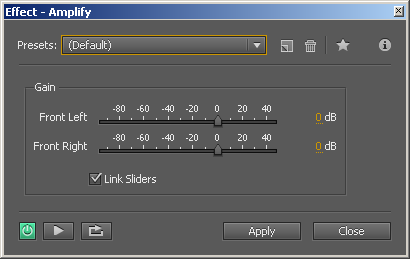 Effect - Amplify
Presets: (Default)
Gain
-80 -60 -40 -20 0 20 40
Front Left 0 dB
-80 -60 -40 -20 0 20 40
Front Right 0 dB
Link Sliders
Apply Close